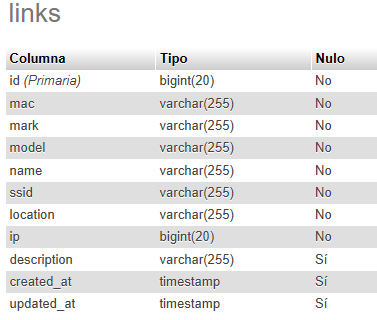 links
Columna Tipo Nulo
id (Primaria) bigint(20) No
mac varchar(255) No
mark varchar(255) No
model varchar(255) No
name varchar(255) No
ssid varchar(255) No
location varchar(255) No
ip bigint(20) No
description varchar(255) Sí
created_at timestamp Sí
updated_at timestamp Sí